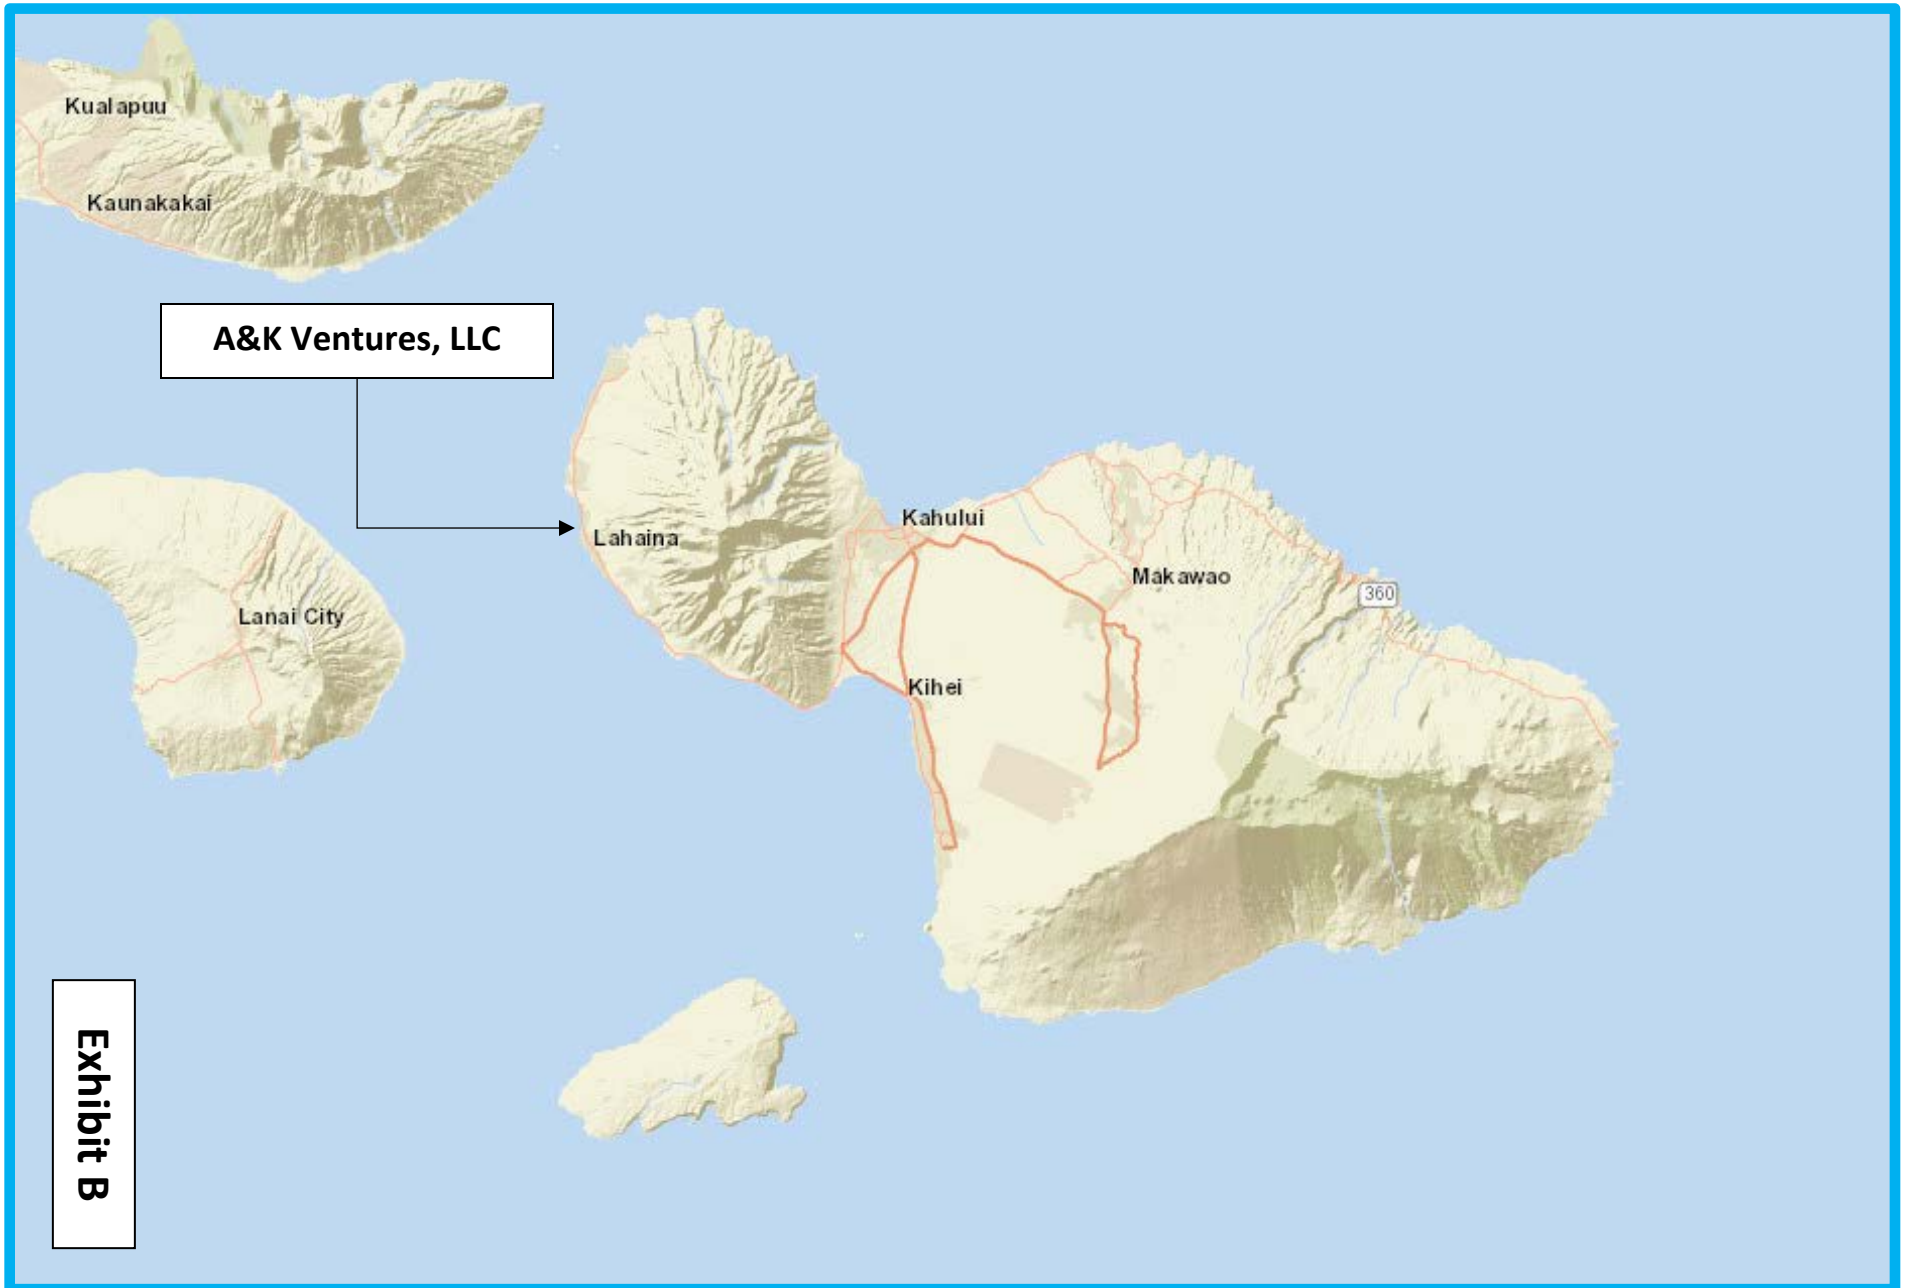 Kualapuu
Kaunakakai
A&K Ventures, LLC
Kahului
Lahaina
Makawao
360
Lanai City
Kihei
Exhibit B